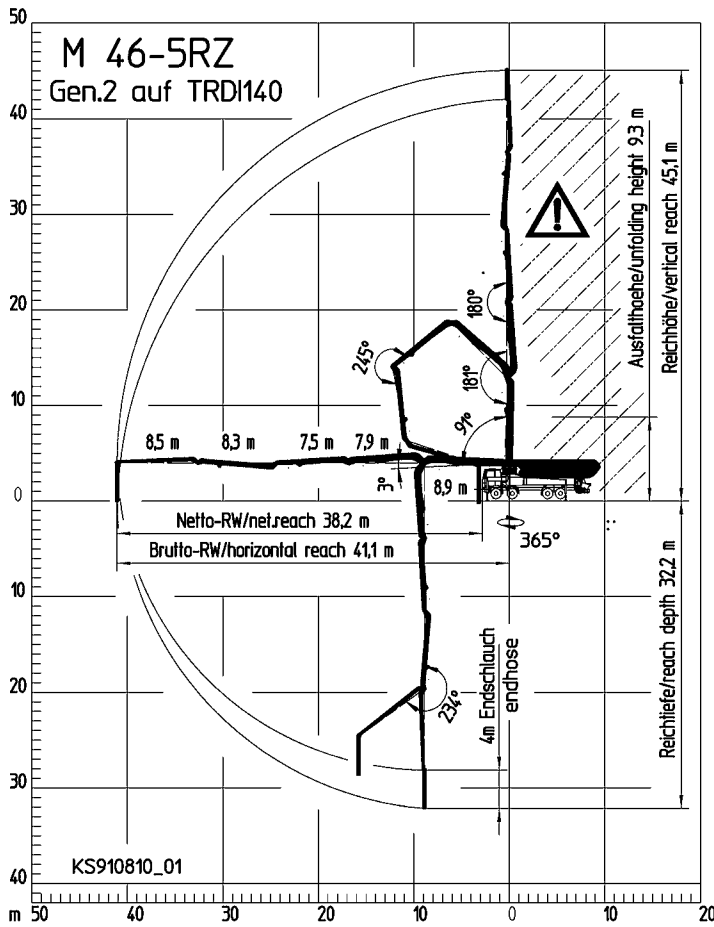 M 46-5RZ
Gen.2 auf TRDI140
50
40
30
20
10
0
10
20
30
40
m 50
40
30
20
10
0
10
20
Ausfalthoehe/unfolding height 9.3 m
Reichhöhe/vertical reach 45,1 m
180°
245°
181°
91°
8,5 m
8,3 m
7,5 m
7,9 m
3°
8,9 m
Netto-RW/net.reach 38,2 m
365°
Brutto-RW/horizontal reach 41,1 m
Reichtiefe/reach depth 32,2 m
4m Endschlauch
endhose
234°
KS910810_01